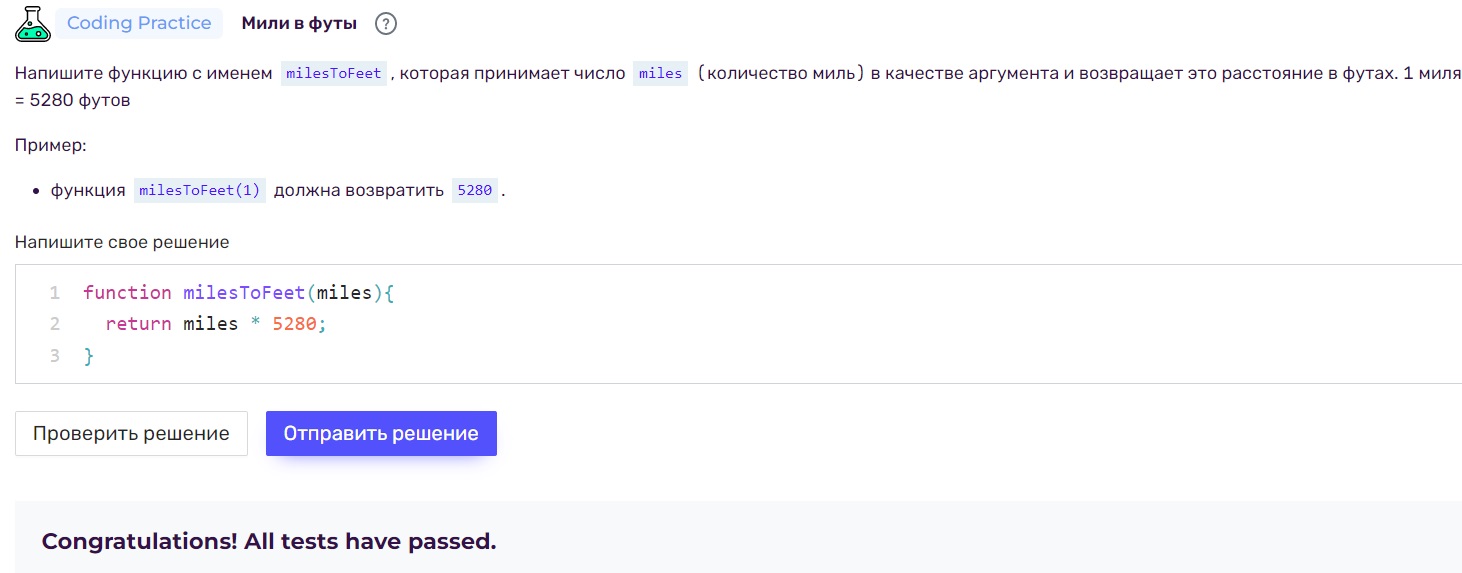 Coding Practice Мили в футы ?
Напишите функцию с именем milesToFeet , которая принимает число miles (количество миль) в качестве аргумента и возвращает это расстояние в футах. 1 миля
= 5280 футов
Пример:
• функция milesToFeet(1) должна возвратить 5280 .
Напишите свое решение
1 function milesToFeet(miles){
2 return miles * 5280;
3 }
Проверить решение Отправить решение
Congratulations! All tests have passed.